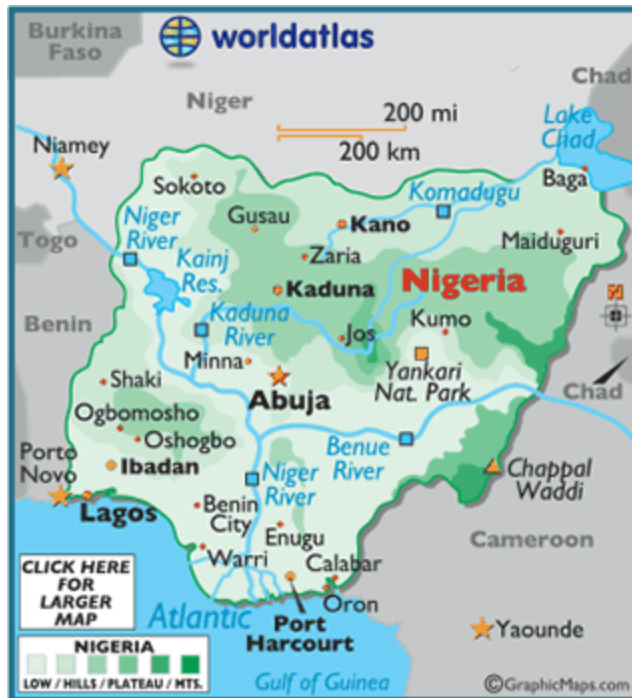 Burkina
Faso
worldatlas
Chad
Niger
200 mi
200 km
Lake
Chad
Niamey
Sokoto
Baga
Komadugu
Gusau
Kano
Niger
River
Maiduguri
Togo
Zaria
Kainj
Res.
Nigeria
Kaduna
N
Kaduna
River
Kumo
Benin
Jos
Minna
Yankari
Nat. Park
Shaki
Abuja
Chad
Ogbomosho
Oshogbo
Benue
River
Porto
Novo
Ibadan
Niger
River
Chappal
Waddi
Lagos
Benin
City
Enugu
Cameroon
Warri
Calabar
CLICK HERE
FOR
LARGER
MAP
Oron
Atlantic
Port
Harcourt
Yaounde
NIGERIA
LOW / HILLS / PLATEAU / MTS.
Gulf of Guinea
©GraphicMaps.com